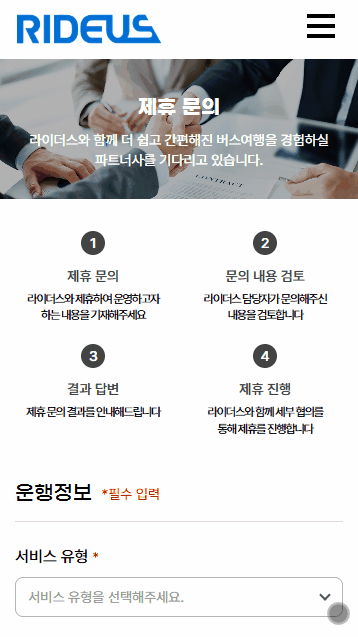 RIDEUS
제휴 문의
라이더스와 함께 더 쉽고 간편해진 버스여행을 경험하실
파트너사를 기다리고 있습니다.
CONTRACT
1
제휴 문의
라이더스와 제휴하여 운영하고자
하는 내용을 기재해주세요
2
문의 내용 검토
라이더스 담당자가 문의해주신
내용을 검토합니다
3
결과 답변
제휴 문의 결과를 안내해드립니다
4
제휴 진행
라이더스와 함께 세부 협의를
통해 제휴를 진행합니다
운행정보 *필수 입력
서비스 유형 *
서비스 유형을 선택해주세요.